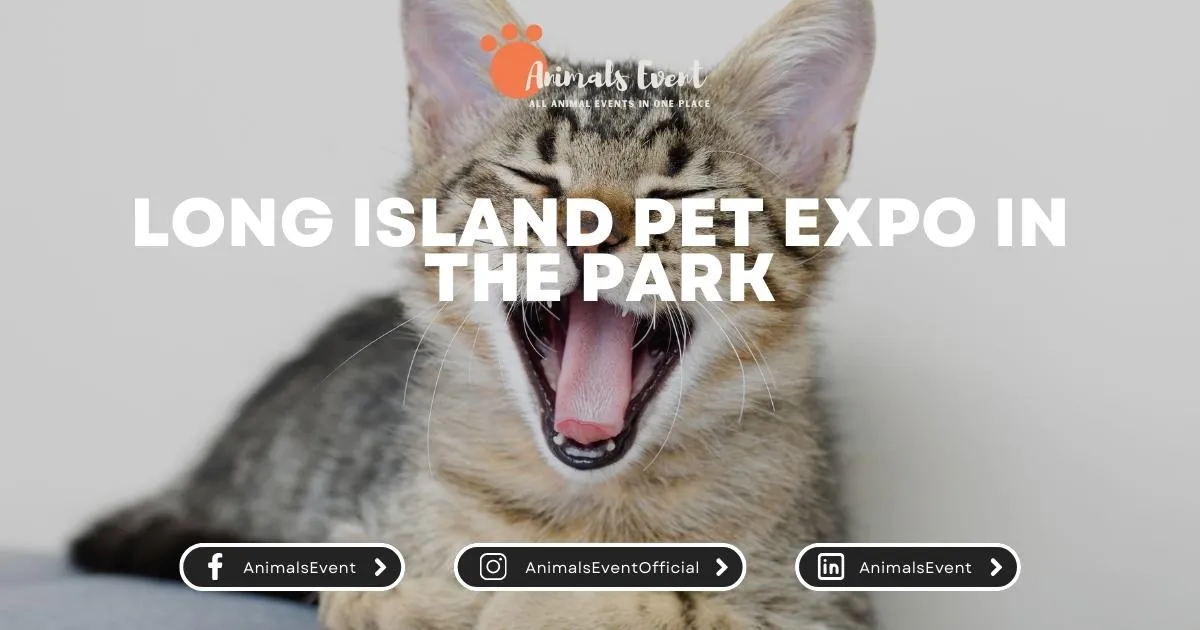 Animals Event
ALL ANIMAL EVENTS IN ONE PLACE
LONG ISLAND PET EXPO IN
THE PARK
AnimalsEvent
AnimalsEventOfficial
AnimalsEvent